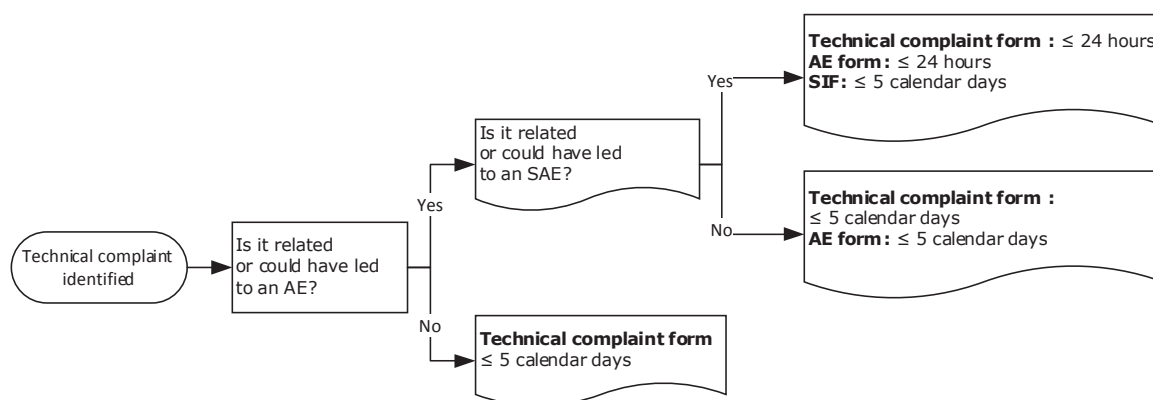 Technical complaint
identified
Is it related
or could have led
to an AE?
Yes
No
Is it related
or could have led
to an SAE?
Technical complaint form
≤ 5 calendar days
Yes
No
Technical complaint form : ≤ 24 hours
AE form: ≤ 24 hours
SIF: ≤ 5 calendar days
Technical complaint form :
≤ 5 calendar days
AE form: ≤ 5 calendar days